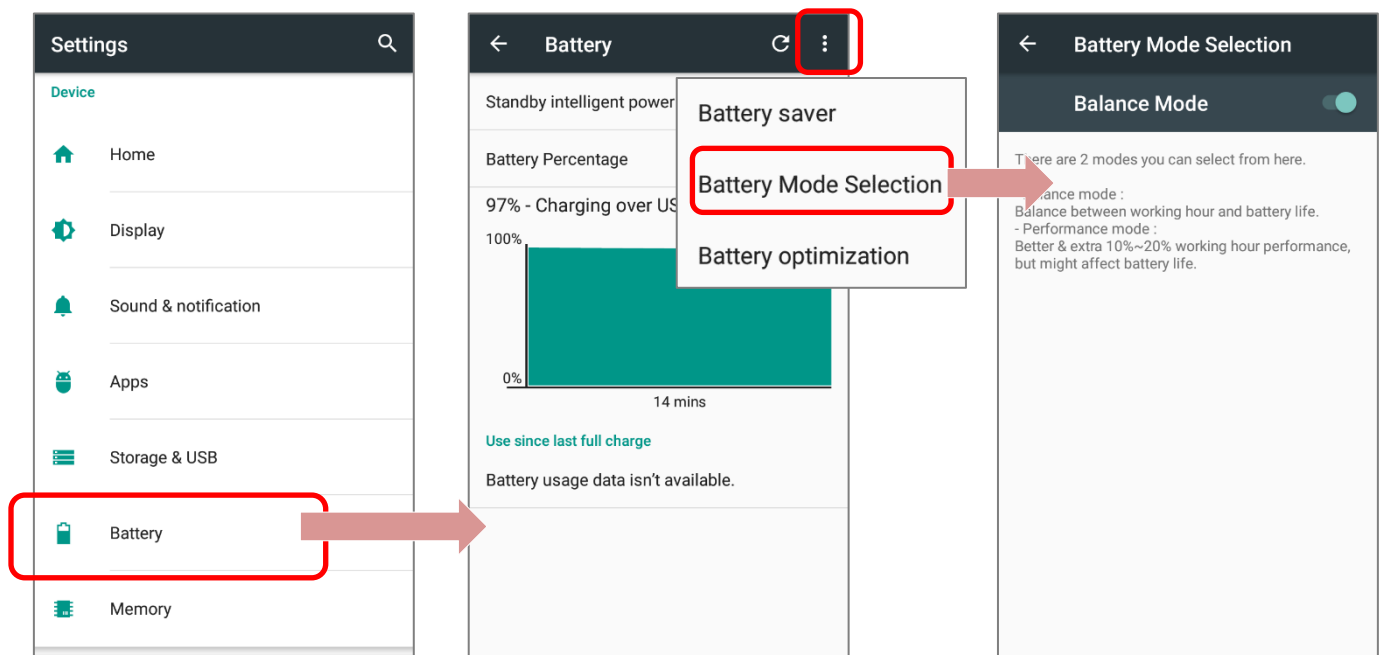 Settings
Device
Home
Display
Sound & notification
Apps
Storage & USB
Battery
Memory
Battery
Standby intelligent power
Battery Percentage
97% - Charging over US
100%
0%
14 mins
Use since last full charge
Battery usage data isn't available.
Battery saver
Battery Mode Selection
Battery optimization
Battery Mode Selection
Balance Mode
There are 2 modes you can select from here.
mode :
Balance between working hour and battery life.
- Performance mode :
Better & extra 10%~20% working hour performance,
but might affect battery life.